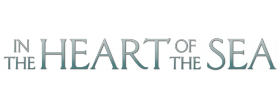 IN THE HEART OF THE SEA